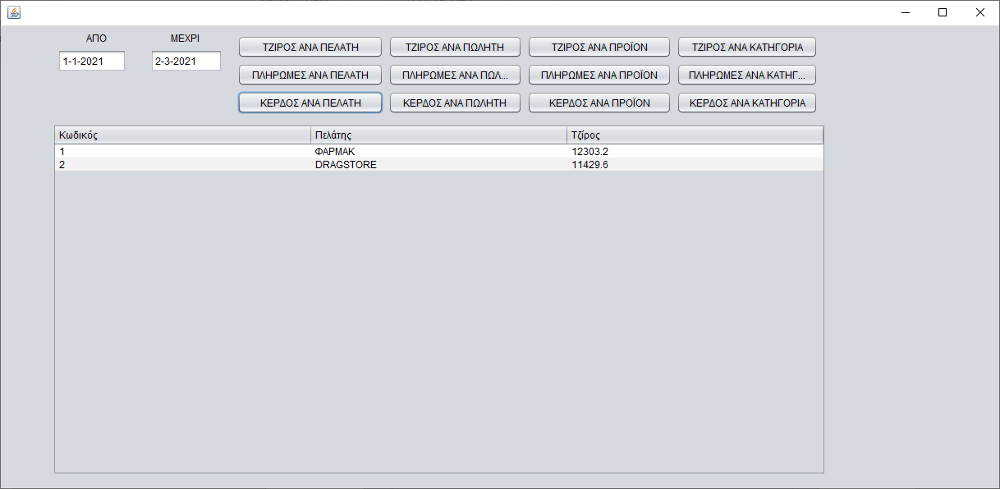 ΑΠΟ ΜΕΧΡΙ
1-1-2021 2-3-2021
ΤΖΙΡΟΣ ΑΝΑ ΠΕΛΑΤΗ ΤΖΙΡΟΣ ΑΝΑ ΠΩΛΗΤΗ ΤΖΙΡΟΣ ΑΝΑ ΠΡΟΪΟΝ ΤΖΙΡΟΣ ΑΝΑ ΚΑΤΗΓΟΡΙΑ
ΠΛΗΡΩΜΕΣ ΑΝΑ ΠΕΛΑΤΗ ΠΛΗΡΩΜΕΣ ΑΝΑ ΠΩΛ... ΠΛΗΡΩΜΕΣ ΑΝΑ ΠΡΟΪΟΝ ΠΛΗΡΩΜΕΣ ΑΝΑ ΚΑΤΗΓ...
ΚΕΡΔΟΣ ΑΝΑ ΠΕΛΑΤΗ ΚΕΡΔΟΣ ΑΝΑ ΠΩΛΗΤΗ ΚΕΡΔΟΣ ΑΝΑ ΠΡΟΪΟΝ ΚΕΡΔΟΣ ΑΝΑ ΚΑΤΗΓΟΡΙΑ
Κωδικός Πελάτης Τζίρος
1 ΦΑΡΜΑΚ 12303.2
2 DRAGSTORE 11429.6